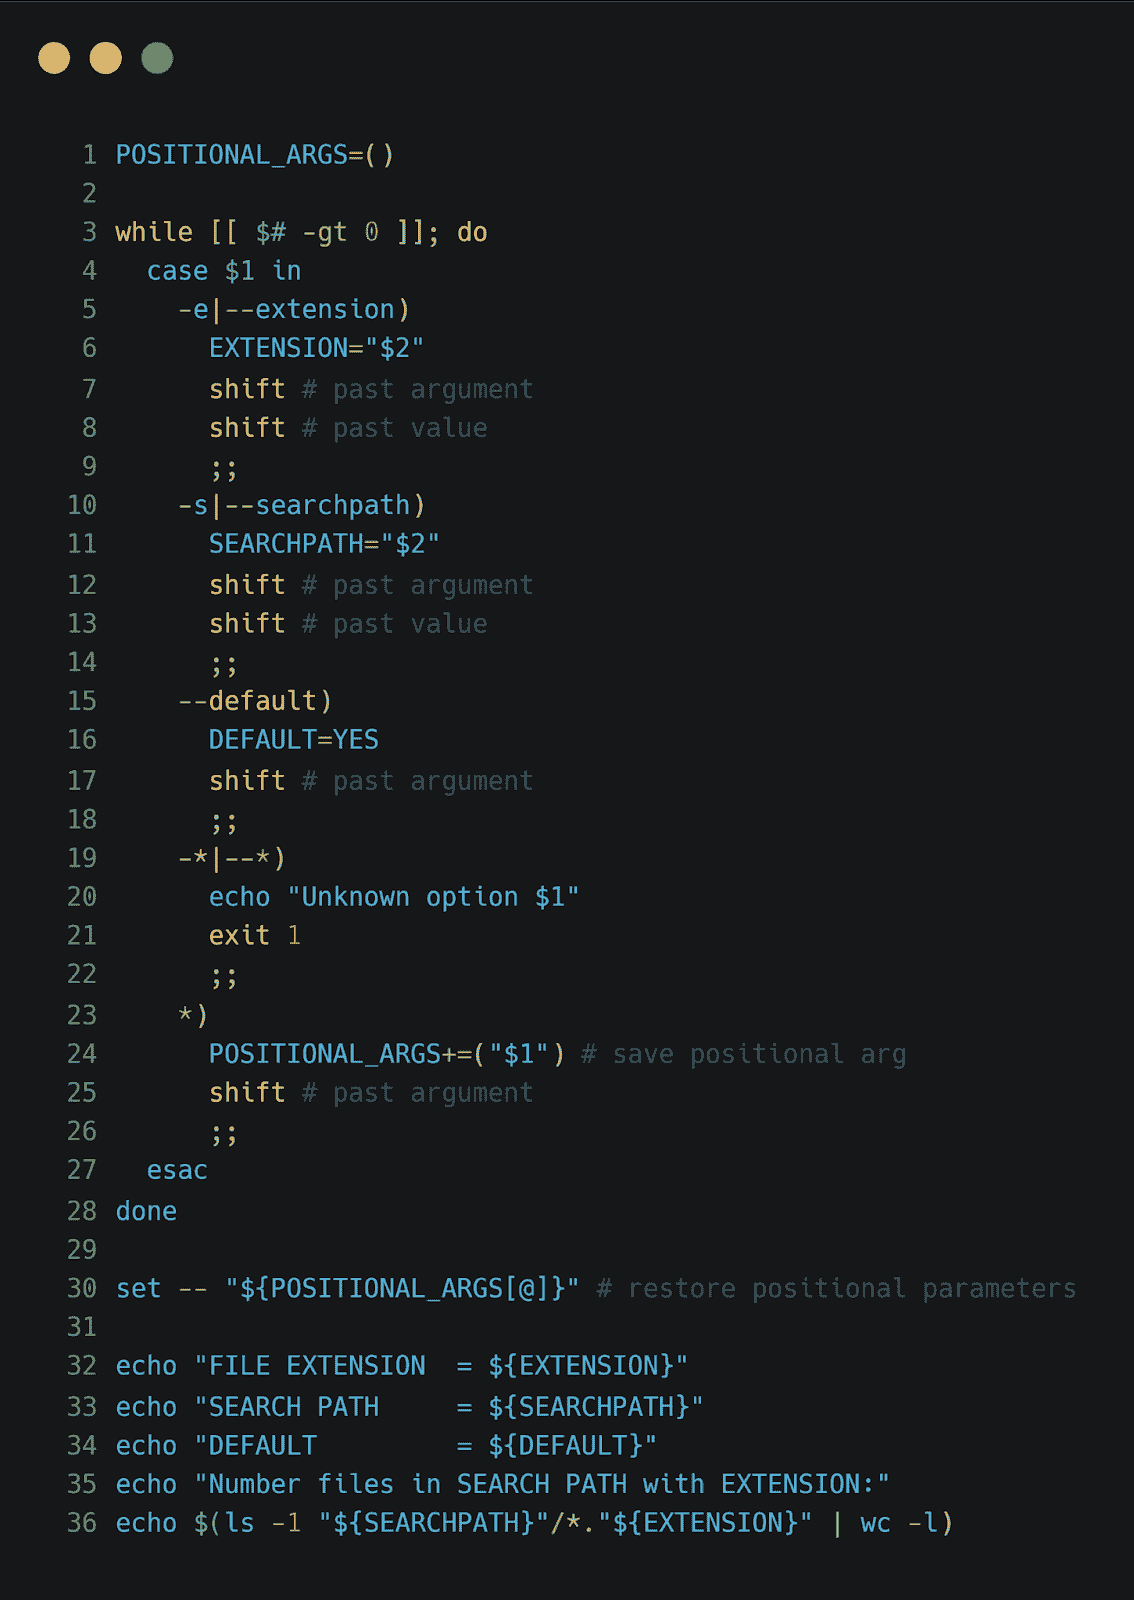 1 POSITIONAL_ARGS=()
2
3 while [[ $# -gt 0 ]]; do
4   case $1 in
5     -e|--extension)
6       EXTENSION="$2"
7       shift # past argument
8       shift # past value
9       ;;
10     -s|--searchpath)
11       SEARCHPATH="$2"
12       shift # past argument
13       shift # past value
14       ;;
15     --default)
16       DEFAULT=YES
17       shift # past argument
18       ;;
19     -*|--*)
20       echo "Unknown option $1"
21       exit 1
22       ;;
23     *)
24       POSITIONAL_ARGS+=("$1") # save positional arg
25       shift # past argument
26       ;;
27   esac
28 done
29
30 set -- "${POSITIONAL_ARGS[@]}" # restore positional parameters
31
32 echo "FILE EXTENSION  = ${EXTENSION}"
33 echo "SEARCH PATH     = ${SEARCHPATH}"
34 echo "DEFAULT         = ${DEFAULT}"
35 echo "Number files in SEARCH PATH with EXTENSION:"
36 echo $(ls -1 "${SEARCHPATH}"/*."${EXTENSION}" | wc -l)